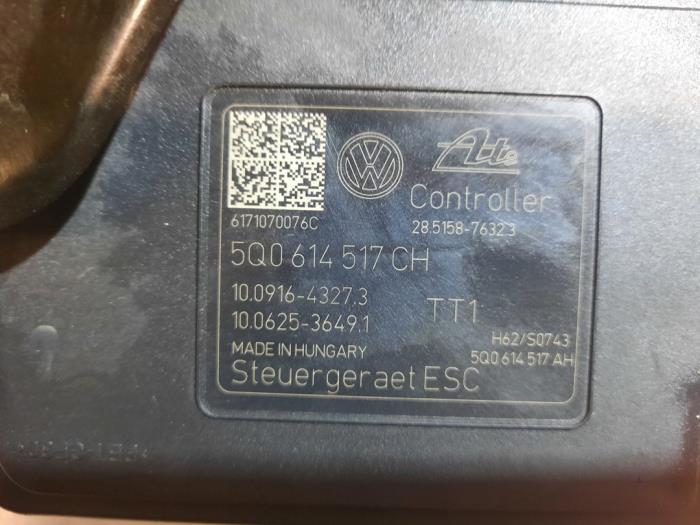 VW Ate
Controller
6171070076C 28.5158-7632.3
5Q0 614 517 CH
10.0916-4327.3 TT1
10.0625-3649.1
H62/S0743
MADE IN HUNGARY 5Q0 614 517 AH
Steuergeraet ESC